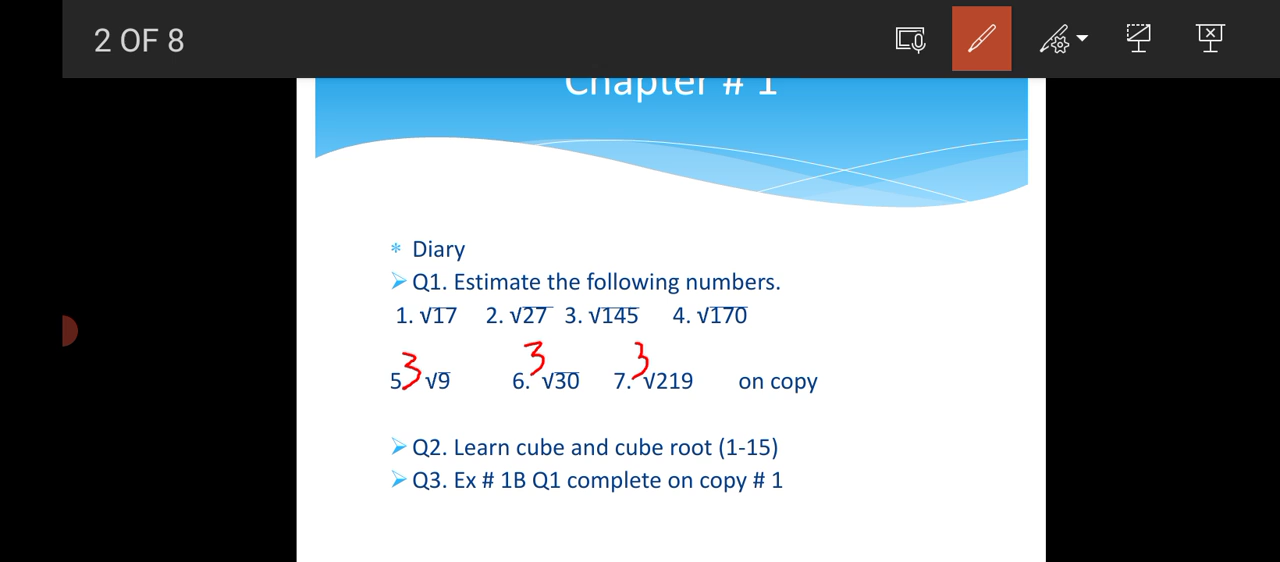 2 OF 8
Chapter # 1
* Diary
Q1. Estimate the following numbers.
1. √17 2. √27 3. √145 4. √170
5. 3√9 6. 3√30 7. 3√219 on copy
Q2. Learn cube and cube root (1-15)
Q3. Ex # 1B Q1 complete on copy # 1